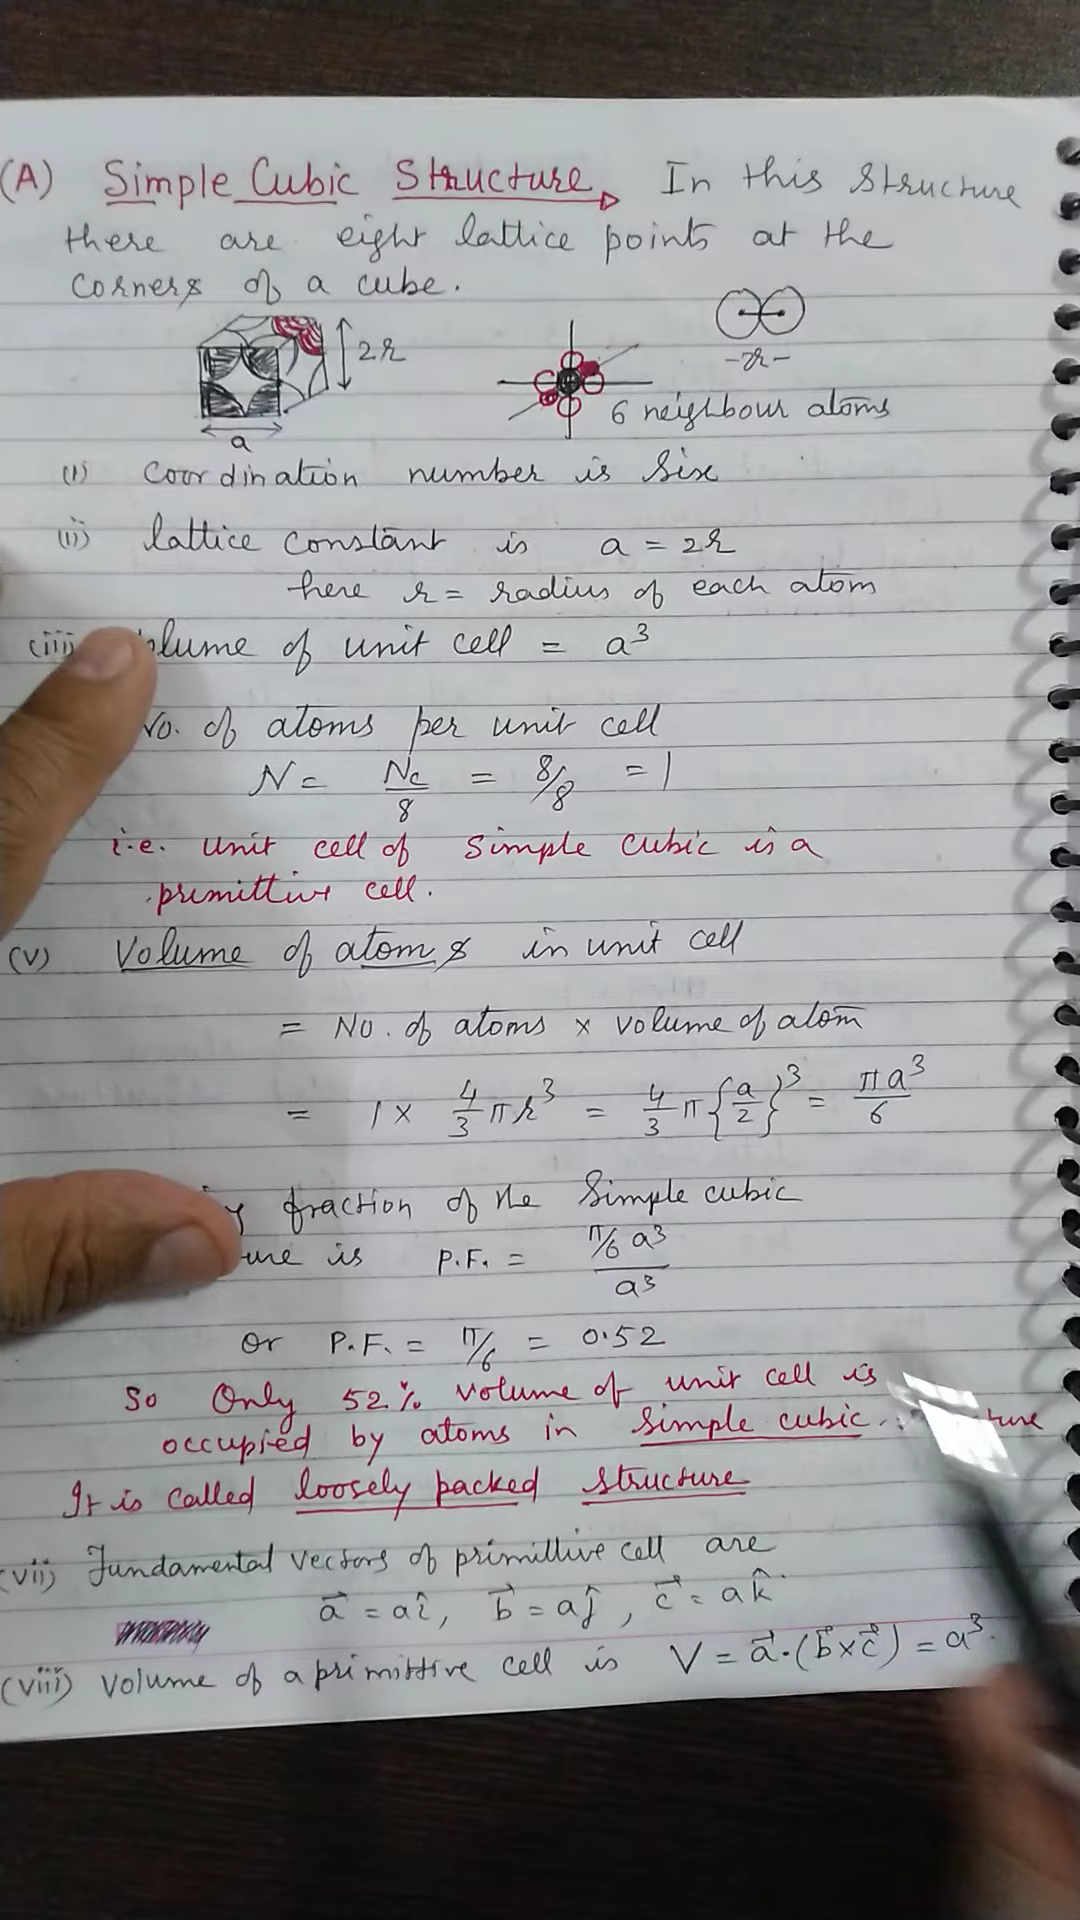 (A) Simple Cubic Structure In this Structure
there are eight lattice points at the
corners of a cube.
2r
-2r-
a
6 neighbour atoms
(i) Coordination number is Six
(ii) lattice constant is a = 2r
here r = radius of each atom
(iii) volume of unit cell = a³
No. of atoms per unit cell
N = Nc/8 = 8/8 = 1
i.e. Unit cell of Simple Cubic is a
primittive cell.
(v) Volume of atoms in unit cell
= No. of atoms × volume of atom
= 1 × 4/3 πr³ = 4/3 π{a/2}³ = πa³/6
fraction of the Simple cubic
is P.F. = π/6 a³ / a³
or P.F. = π/6 = 0.52
So Only 52% volume of unit cell is
occupied by atoms in simple cubic
It is called loosely packed structure
(vii) Fundamental vectors of primittive cell are
a⃗ = aî, b⃗ = aĵ, c⃗ = ak̂.
(viii) Volume of a primittive cell is V = a⃗·(b⃗×c⃗) = a³.